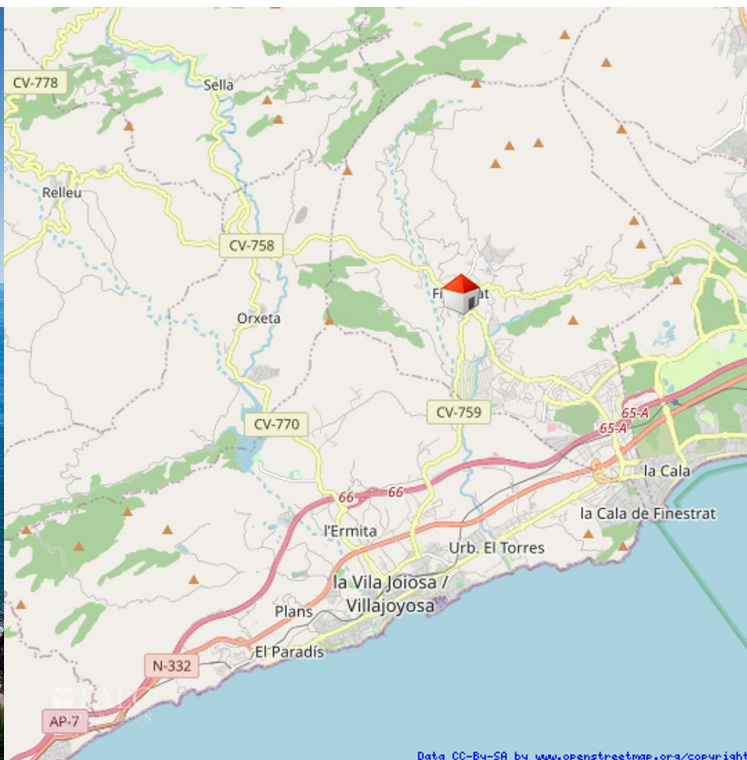 CV-778
Sella
Relleu
CV-758
Orxeta
CV-759
CV-770
65-A
65-A
la Cala
66
66
la Cala de Finestrat
l'Ermita
Urb. El Torres
la Vila Joiosa /
Villajoyosa
Plans
El Paradís
N-332
AP-7
Data CC-By-SA by www.openstreetmap.org/copyright